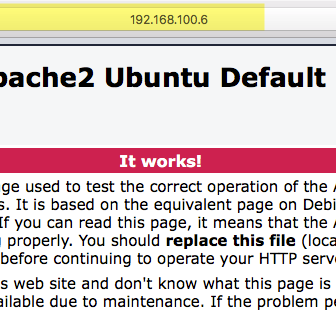 192.168.100.6
pache2 Ubuntu Default
It works!
ge used to test the correct operation of the A
s. It is based on the equivalent page on Debi
If you can read this page, it means that the A
g properly. You should replace this file (loca
before continuing to operate your HTTP serve
s web site and don't know what this page is
ailable due to maintenance. If the problem pe